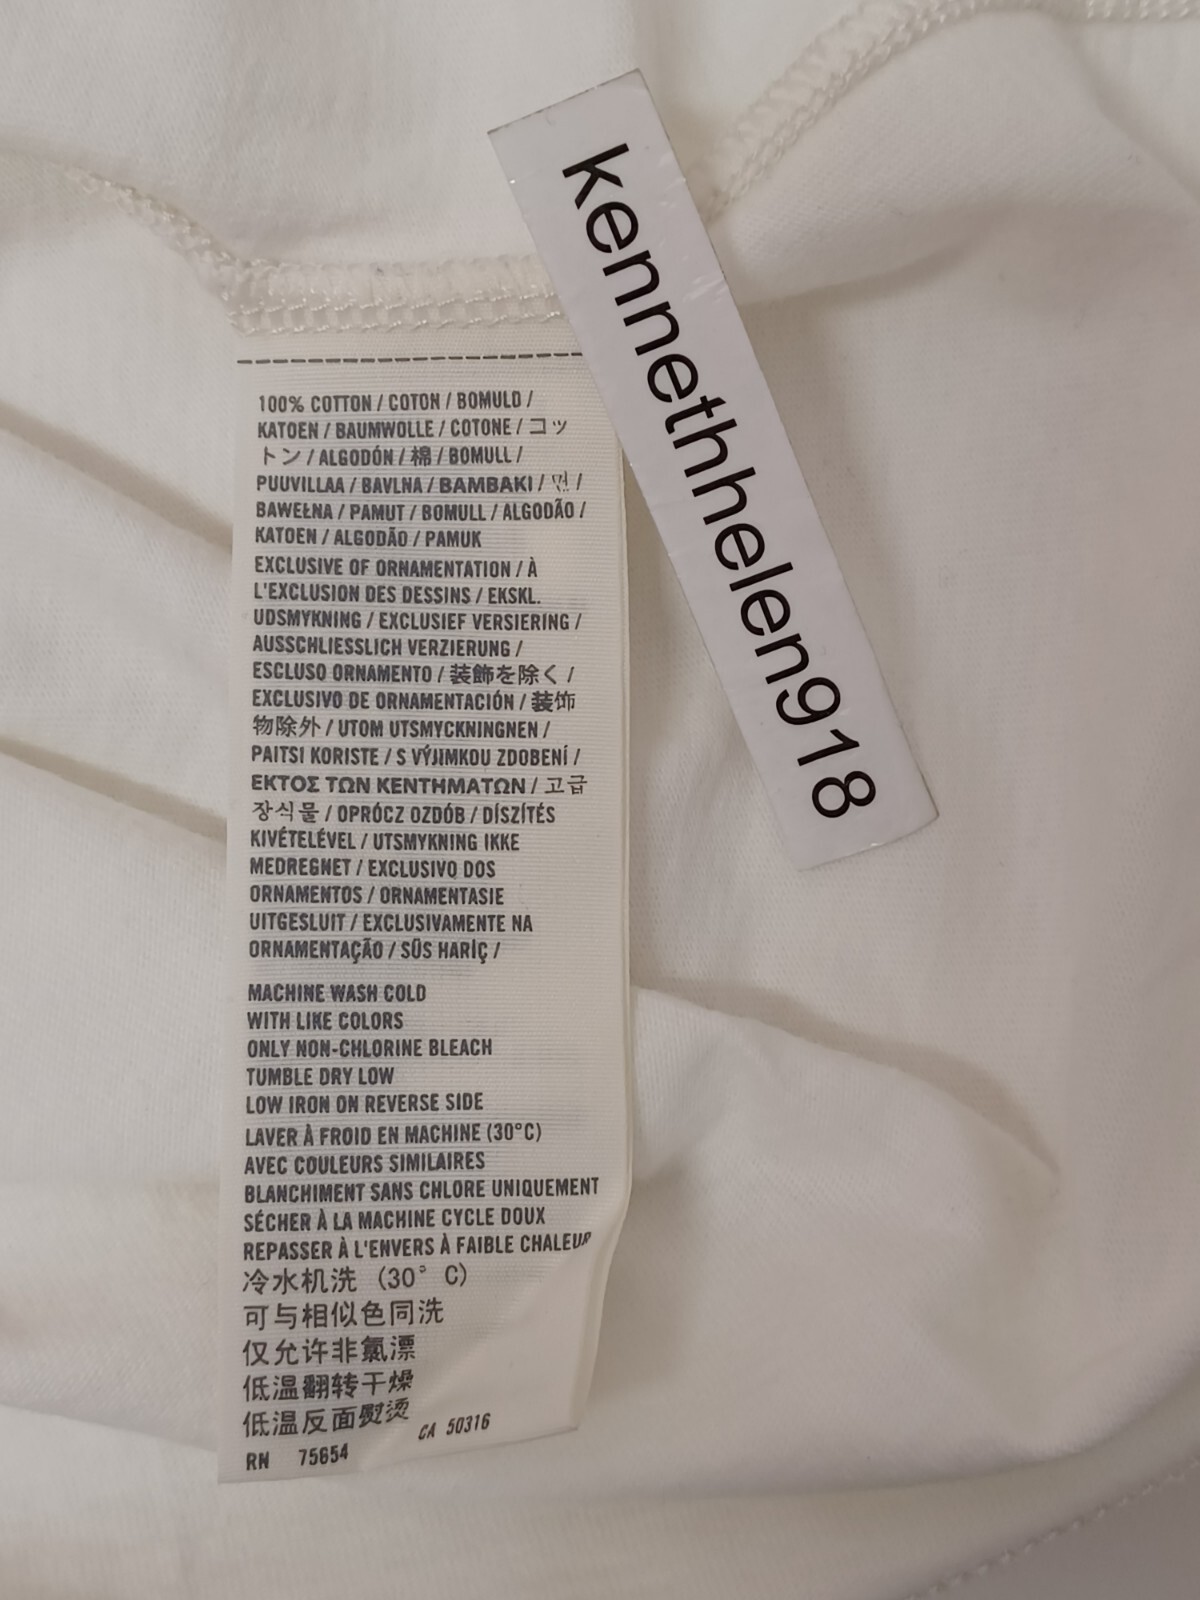 kennethhelen918
100% COTTON / COTON / BOMULD /
KATOEN / BAUMWOLLE / COTONE / コッ
トン / ALGODÓN / 棉 / BOMULL /
PUUVILLAA / BAVLNA / BAMBAKI / 면 /
BAWEŁNA / PAMUT / BOMULL / ALGODÃO /
KATOEN / ALGODÃO / PAMUK
EXCLUSIVE OF ORNAMENTATION / À
L'EXCLUSION DES DESSINS / EKSKL.
UDSMYKNING / EXCLUSIEF VERSIERING /
AUSSCHLIESSLICH VERZIERUNG /
ESCLUSO ORNAMENTO / 装飾を除く /
EXCLUSIVO DE ORNAMENTACIÓN / 装饰
物除外 / UTOM UTSMYCKNINGNEN /
PAITSI KORISTE / S VÝJIMKOU ZDOBENÍ /
ΕΚΤΟΣ ΤΩΝ ΚΕΝΤΗΜΑΤΩΝ / 고급
장식물 / OPRÓCZ OZDÓB / DÍSZÍTÉS
KIVÉTELÉVEL / UTSMYKNING IKKE
MEDREGNET / EXCLUSIVO DOS
ORNAMENTOS / ORNAMENTASIE
UITGESLUIT / EXCLUSIVAMENTE NA
ORNAMENTAÇÃO / SÜS HARİÇ /
MACHINE WASH COLD
WITH LIKE COLORS
ONLY NON-CHLORINE BLEACH
TUMBLE DRY LOW
LOW IRON ON REVERSE SIDE
LAVER À FROID EN MACHINE (30°C)
AVEC COULEURS SIMILAIRES
BLANCHIMENT SANS CHLORE UNIQUEMENT
SÉCHER À LA MACHINE CYCLE DOUX
REPASSER À L'ENVERS À FAIBLE CHALEUR
冷水机洗 (30°C)
可与相似色同洗
仅允许非氯漂
低温翻转干燥
低温反面熨烫
RN 75654 CA 50316